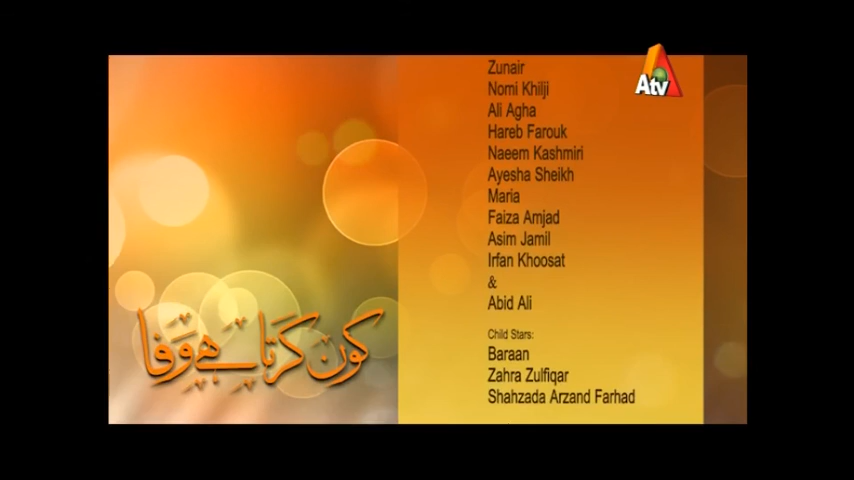 Atv
Zunair
Nomi Khilji
Ali Agha
Hareb Farouk
Naeem Kashmiri
Ayesha Sheikh
Maria
Faiza Amjad
Asim Jamil
Irfan Khoosat
&
Abid Ali
Child Stars:
Baraan
Zahra Zulfiqar
Shahzada Arzand Farhad
کون کرتا ہے وفا